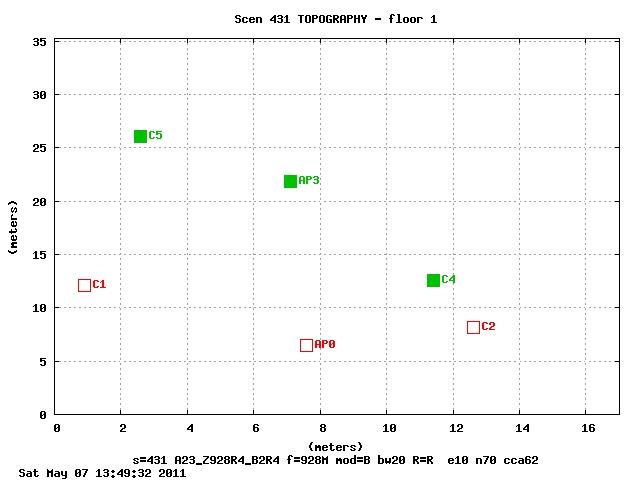 Scen 431 TOPOGRAPHY - floor 1
35
30
C5
25
AP3
20
(meters)
15
C1
C4
10
C2
AP0
5
0
0 2 4 6 8 10 12 14 16
(meters)
s=431 A23_Z928R4_B2R4 f=928M mod=B bw20 R=R e10 n70 cca62
Sat May 07 13:49:32 2011